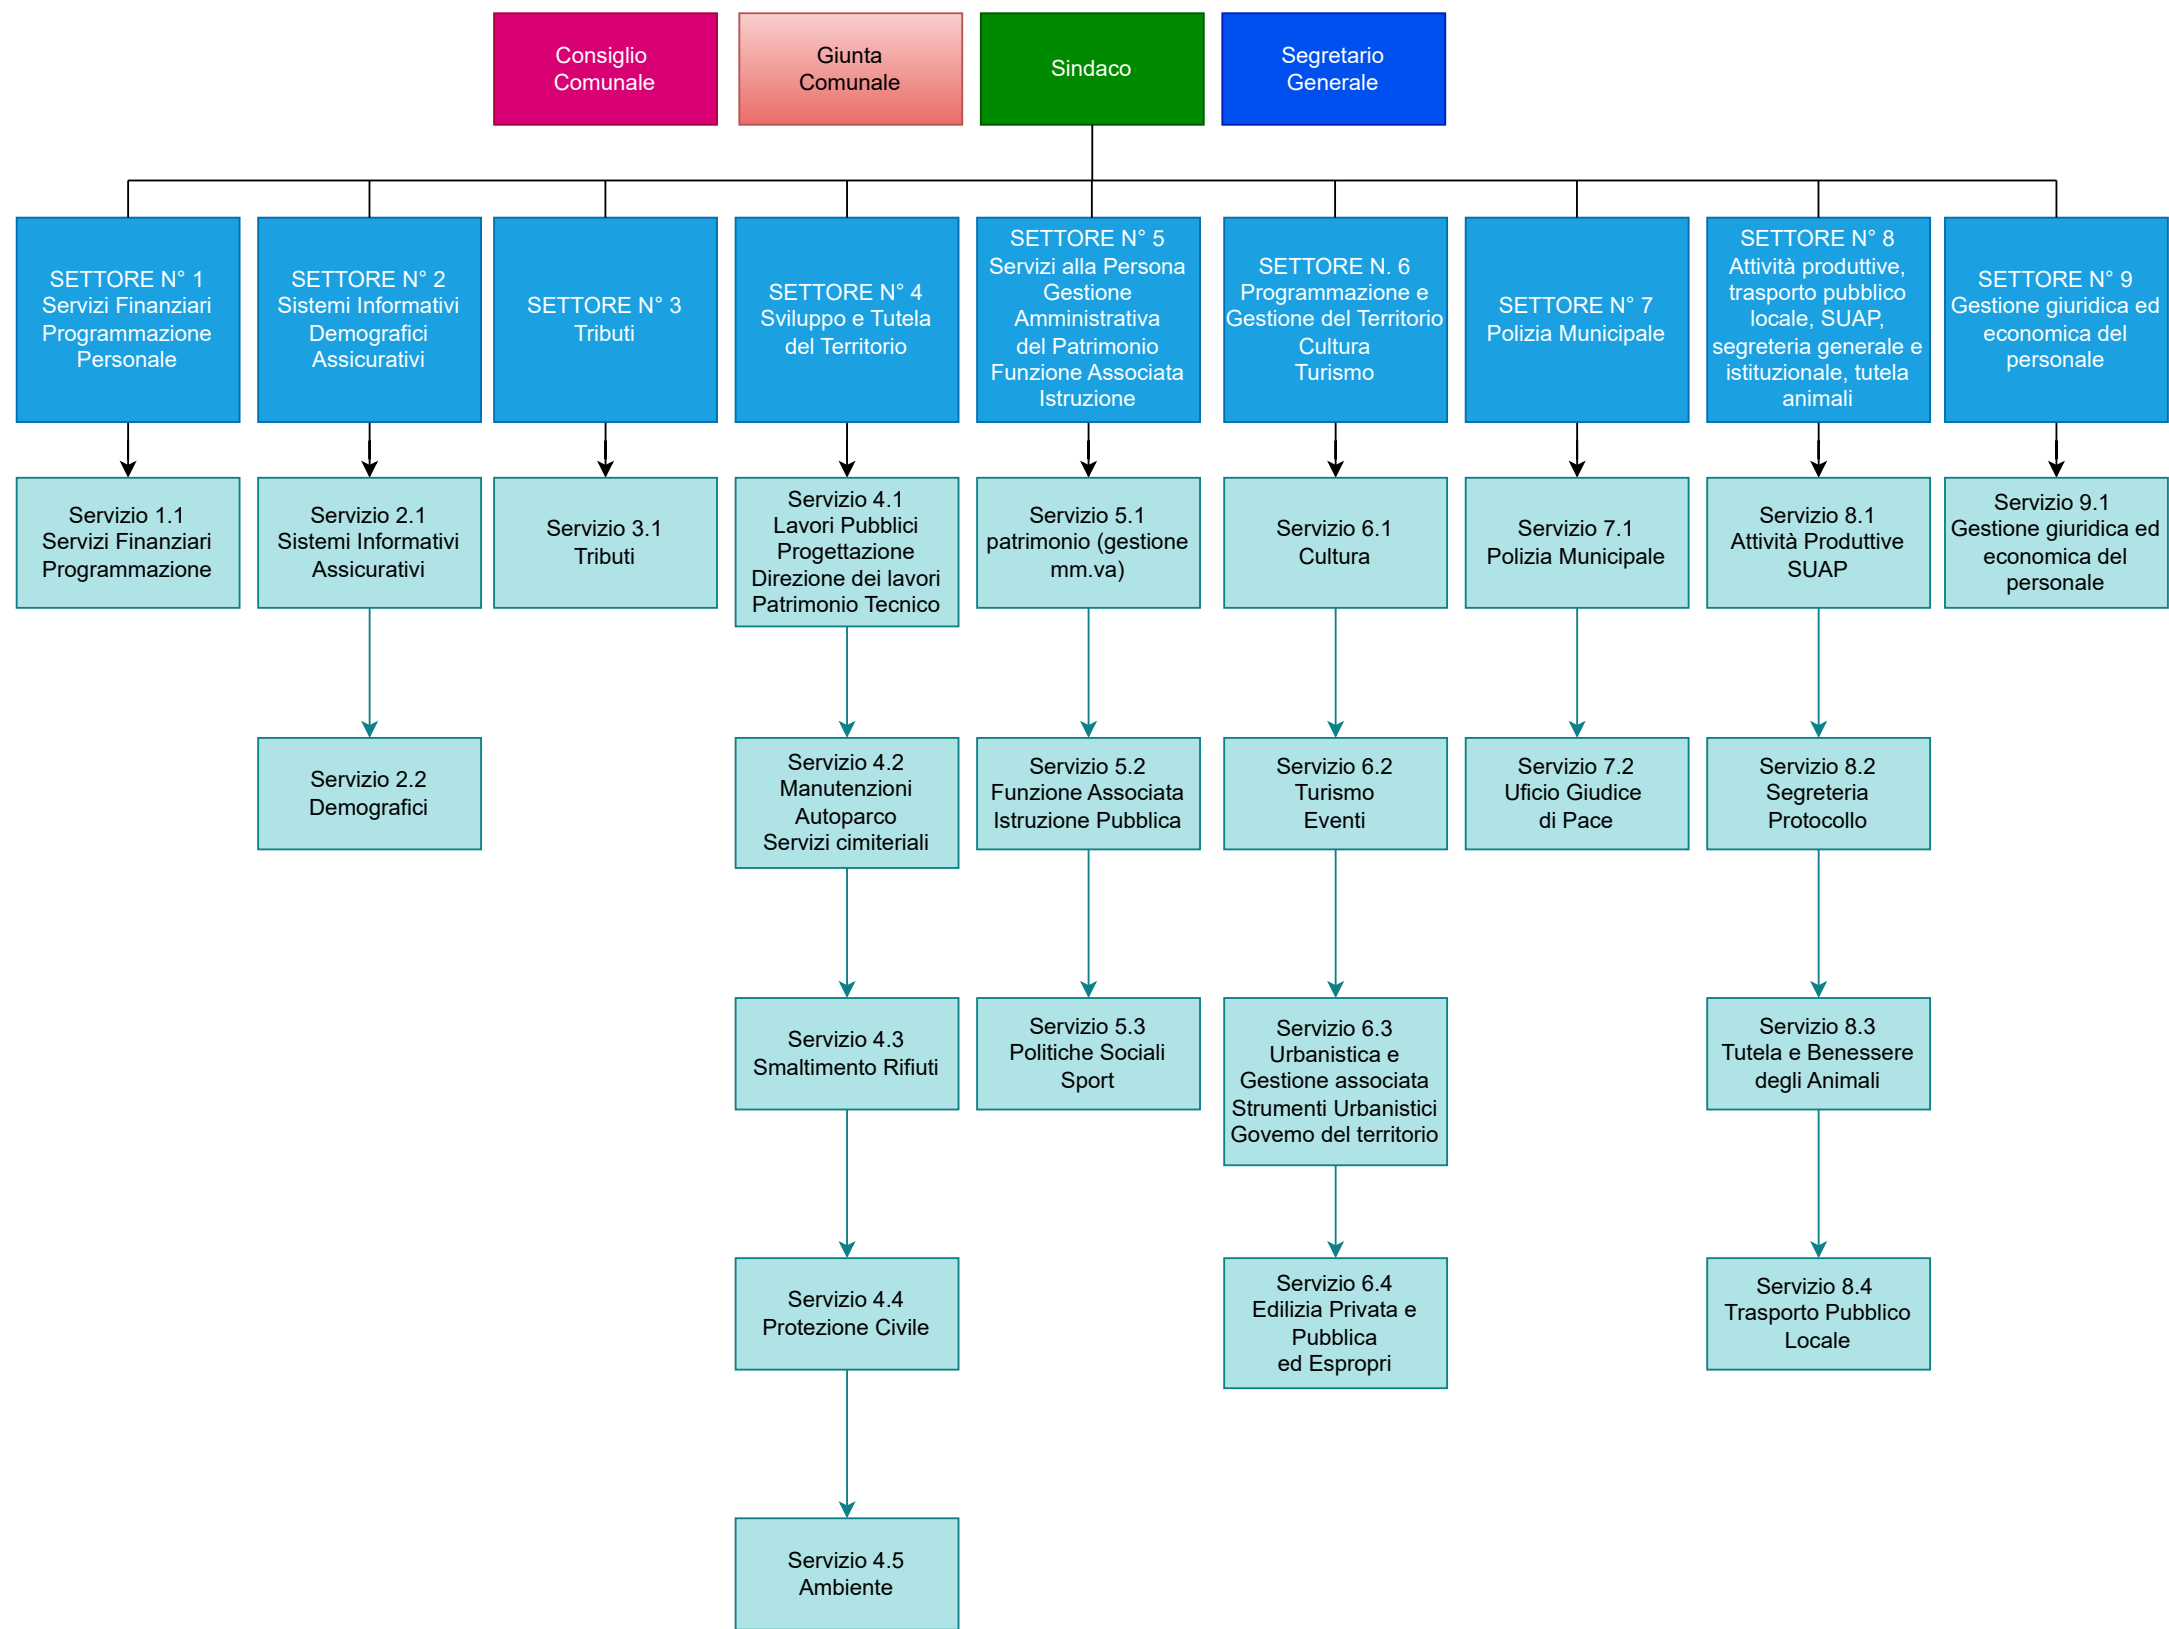 Consiglio
Comunale
Giunta
Comunale
Sindaco
Segretario
Generale
SETTORE N° 1
Servizi Finanziari
Programmazione
Personale
SETTORE N° 2
Sistemi Informativi
Demografici
Assicurativi
SETTORE N° 3
Tributi
SETTORE N° 4
Sviluppo e Tutela
del Territorio
SETTORE N° 5
Servizi alla Persona
Gestione
Amministrativa
del Patrimonio
Funzione Associata
Istruzione
SETTORE N. 6
Programmazione e
Gestione del Territorio
Cultura
Turismo
SETTORE N° 7
Polizia Municipale
SETTORE N° 8
Attività produttive,
trasporto pubblico
locale, SUAP,
segreteria generale e
istituzionale, tutela
animali
SETTORE N° 9
Gestione giuridica ed
economica del
personale
Servizio 1.1
Servizi Finanziari
Programmazione
Servizio 2.1
Sistemi Informativi
Assicurativi
Servizio 3.1
Tributi
Servizio 4.1
Lavori Pubblici
Progettazione
Direzione dei lavori
Patrimonio Tecnico
Servizio 5.1
patrimonio (gestione
mm.va)
Servizio 6.1
Cultura
Servizio 7.1
Polizia Municipale
Servizio 8.1
Attività Produttive
SUAP
Servizio 9.1
Gestione giuridica ed
economica del
personale
Servizio 2.2
Demografici
Servizio 4.2
Manutenzioni
Autoparco
Servizi cimiteriali
Servizio 5.2
Funzione Associata
Istruzione Pubblica
Servizio 6.2
Turismo
Eventi
Servizio 7.2
Uficio Giudice
di Pace
Servizio 8.2
Segreteria
Protocollo
Servizio 4.3
Smaltimento Rifiuti
Servizio 5.3
Politiche Sociali
Sport
Servizio 6.3
Urbanistica e
Gestione associata
Strumenti Urbanistici
Govemo del territorio
Servizio 8.3
Tutela e Benessere
degli Animali
Servizio 4.4
Protezione Civile
Servizio 6.4
Edilizia Privata e
Pubblica
ed Espropri
Servizio 8.4
Trasporto Pubblico
Locale
Servizio 4.5
Ambiente